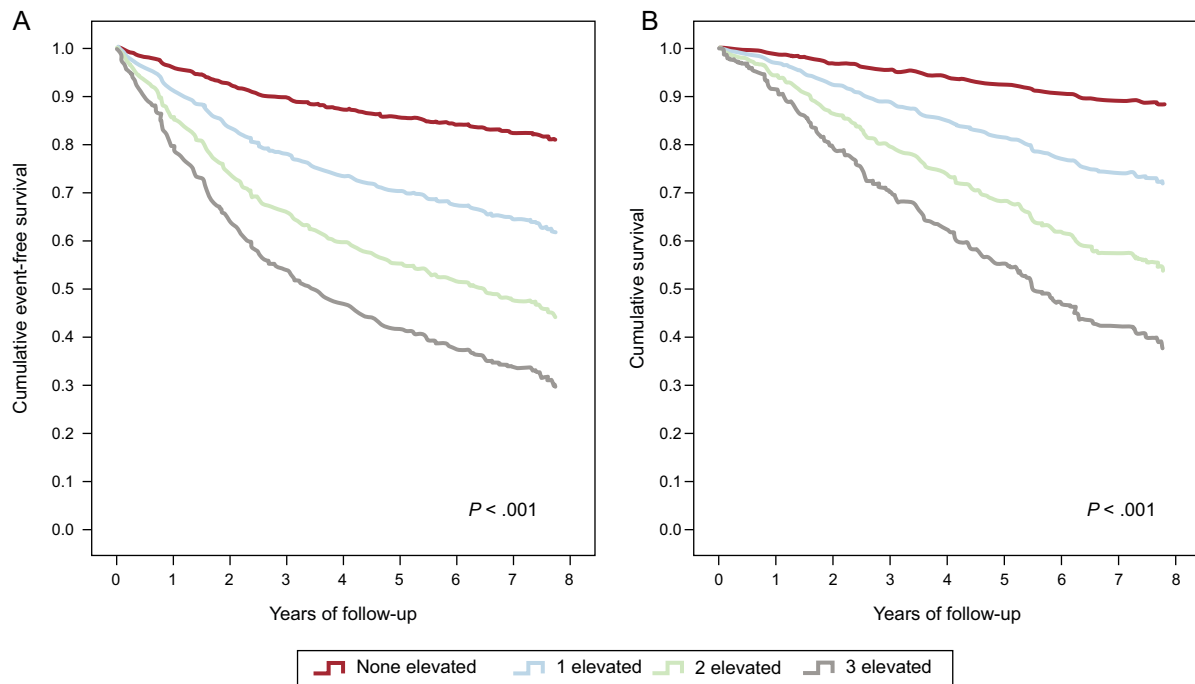 A
Cumulative event-free survival
1.0
0.9
0.8
0.7
0.6
0.5
0.4
0.3
0.2
0.1
0.0
P < .001
0 1 2 3 4 5 6 7 8
Years of follow-up
B
Cumulative survival
1.0
0.9
0.8
0.7
0.6
0.5
0.4
0.3
0.2
0.1
0.0
P < .001
0 1 2 3 4 5 6 7 8
Years of follow-up
None elevated 1 elevated 2 elevated 3 elevated